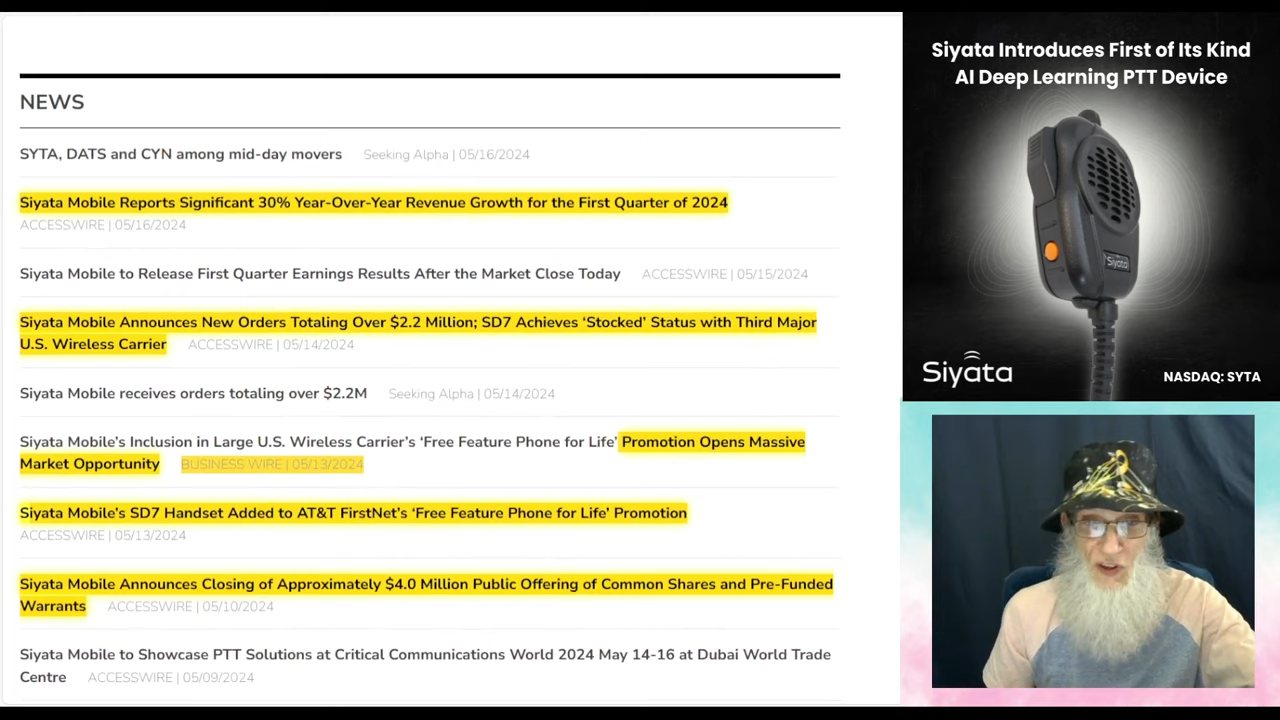 NEWS
SYTA, DATS and CYN among mid-day movers Seeking Alpha | 05/16/2024
Siyata Mobile Reports Significant 30% Year-Over-Year Revenue Growth for the First Quarter of 2024
ACCESSWIRE | 05/16/2024
Siyata Mobile to Release First Quarter Earnings Results After the Market Close Today ACCESSWIRE | 05/15/2024
Siyata Mobile Announces New Orders Totaling Over $2.2 Million; SD7 Achieves ‘Stocked’ Status with Third Major
U.S. Wireless Carrier ACCESSWIRE | 05/14/2024
Siyata Mobile receives orders totaling over $2.2M Seeking Alpha | 05/14/2024
Siyata Mobile’s Inclusion in Large U.S. Wireless Carrier’s ‘Free Feature Phone for Life’ Promotion Opens Massive
Market Opportunity BUSINESS WIRE | 05/13/2024
Siyata Mobile’s SD7 Handset Added to AT&T FirstNet’s ‘Free Feature Phone for Life’ Promotion
ACCESSWIRE | 05/13/2024
Siyata Mobile Announces Closing of Approximately $4.0 Million Public Offering of Common Shares and Pre-Funded
Warrants ACCESSWIRE | 05/10/2024
Siyata Mobile to Showcase PTT Solutions at Critical Communications World 2024 May 14-16 at Dubai World Trade
Centre ACCESSWIRE | 05/09/2024
Siyata Introduces First of Its Kind
AI Deep Learning PTT Device
Siyata
Siyata
NASDAQ: SYTA